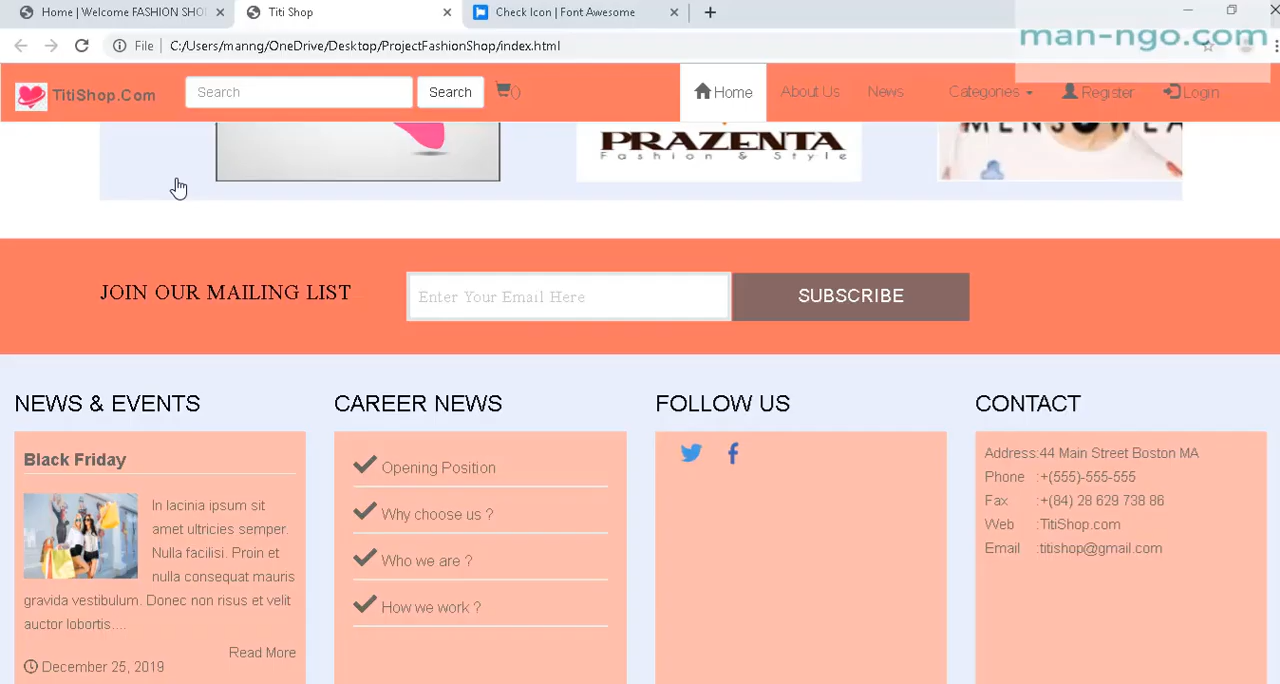 Home | Welcome FASHION SHO
Titi Shop
Check Icon | Font Awesome
File
C:/Users/manng/OneDrive/Desktop/ProjectFashionShop/index.html
man-ngo.com
TitiShop.Com
Search
Search
()
Home
About Us
News
Categories
Register
Login
PRAZENTA
Fashion & Style
JOIN OUR MAILING LIST
Enter Your Email Here
SUBSCRIBE
NEWS & EVENTS
Black Friday
In lacinia ipsum sit
amet ultricies semper.
Nulla facilisi. Proin et
nulla consequat mauris
gravida vestibulum. Donec non risus et velit
auctor lobortis....
Read More
December 25, 2019
CAREER NEWS
Opening Position
Why choose us ?
Who we are ?
How we work ?
FOLLOW US
CONTACT
Address:44 Main Street Boston MA
Phone :+(555)-555-555
Fax :+(84) 28 629 738 86
Web :TitiShop.com
Email :titishop@gmail.com